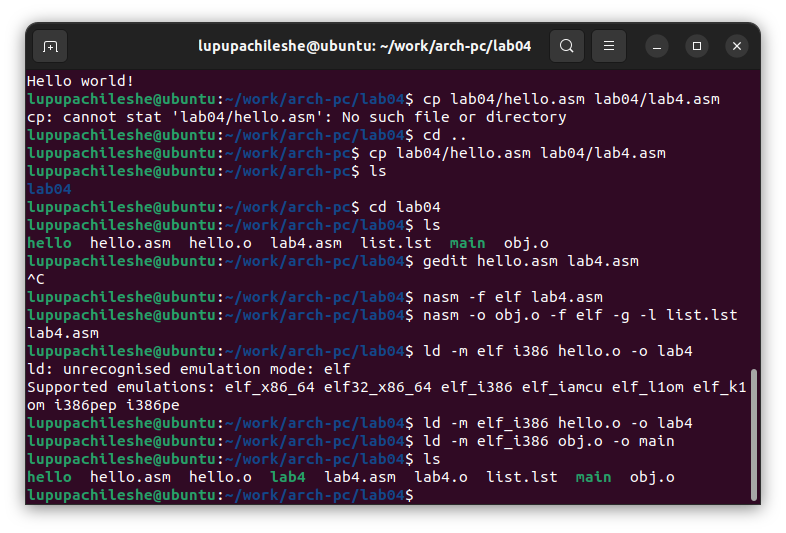 lupupachileshe@ubuntu: ~/work/arch-pc/lab04
Hello world!
lupupachileshe@ubuntu:~/work/arch-pc/lab04$ cp lab04/hello.asm lab04/lab4.asm
cp: cannot stat 'lab04/hello.asm': No such file or directory
lupupachileshe@ubuntu:~/work/arch-pc/lab04$ cd ..
lupupachileshe@ubuntu:~/work/arch-pc$ cp lab04/hello.asm lab04/lab4.asm
lupupachileshe@ubuntu:~/work/arch-pc$ ls
lab04
lupupachileshe@ubuntu:~/work/arch-pc$ cd lab04
lupupachileshe@ubuntu:~/work/arch-pc/lab04$ ls
hello  hello.asm  hello.o  lab4.asm  list.lst  main  obj.o
lupupachileshe@ubuntu:~/work/arch-pc/lab04$ gedit hello.asm lab4.asm
^C
lupupachileshe@ubuntu:~/work/arch-pc/lab04$ nasm -f elf lab4.asm
lupupachileshe@ubuntu:~/work/arch-pc/lab04$ nasm -o obj.o -f elf -g -l list.lst
lab4.asm
lupupachileshe@ubuntu:~/work/arch-pc/lab04$ ld -m elf i386 hello.o -o lab4
ld: unrecognised emulation mode: elf
Supported emulations: elf_x86_64 elf32_x86_64 elf_i386 elf_iamcu elf_l1om elf_k1
om i386pep i386pe
lupupachileshe@ubuntu:~/work/arch-pc/lab04$ ld -m elf_i386 hello.o -o lab4
lupupachileshe@ubuntu:~/work/arch-pc/lab04$ ld -m elf_i386 obj.o -o main
lupupachileshe@ubuntu:~/work/arch-pc/lab04$ ls
hello  hello.asm  hello.o  lab4  lab4.asm  lab4.o  list.lst  main  obj.o
lupupachileshe@ubuntu:~/work/arch-pc/lab04$